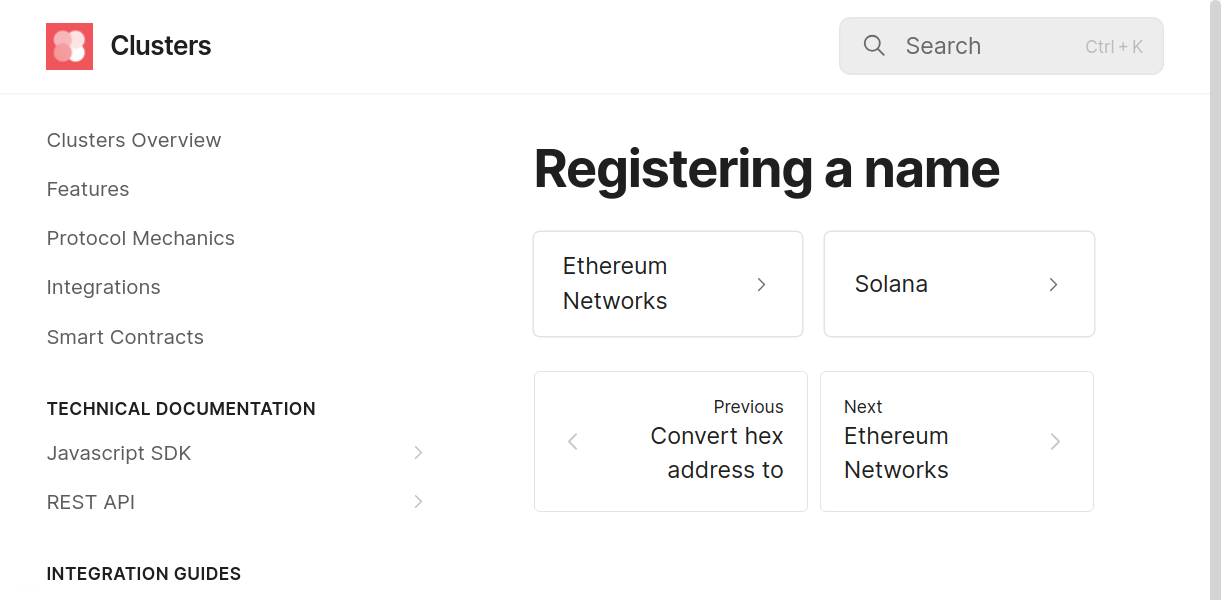 Clusters
Search
Ctrl + K
Clusters Overview
Features
Protocol Mechanics
Integrations
Smart Contracts
TECHNICAL DOCUMENTATION
Javascript SDK
REST API
INTEGRATION GUIDES
Registering a name
Ethereum
Networks
Solana
Previous
Convert hex
address to
Next
Ethereum
Networks